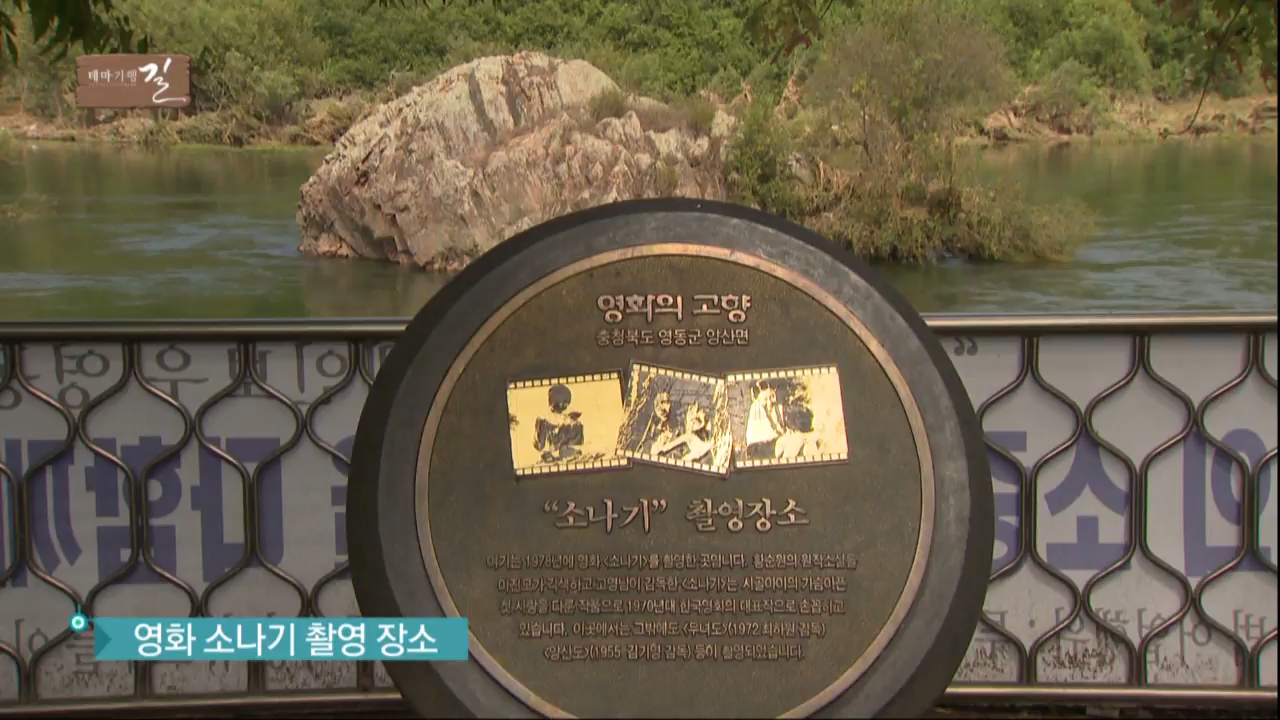 테마기행 길
영화의 고향
충청북도 영동군 양산면
“소나기” 촬영장소
여기는 1978년에 영화 <소나기>를 촬영한 곳입니다. 황순원의 원작소설을
이진모가 각색하고 고영남이 감독한 <소나기>는 시골아이의 가슴아픈
첫 사랑을 다룬 작품으로 1970년대 한국영화의 대표작으로 손꼽히고
있습니다. 이곳에서는 그밖에도 <무녀도>(1972 최하원 감독)
<양산도>(1955 김기영 감독) 등이 촬영되었습니다.
영화 소나기 촬영 장소